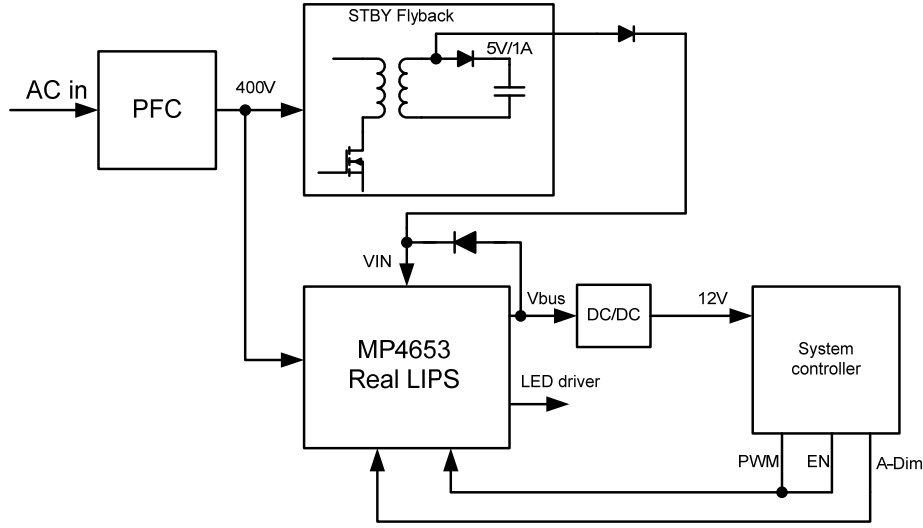 STBY Flyback
5V/1A
AC in
PFC
400V
VIN
Vbus
DC/DC
12V
MP4653
Real LIPS
System
controller
LED driver
PWM
EN
A-Dim